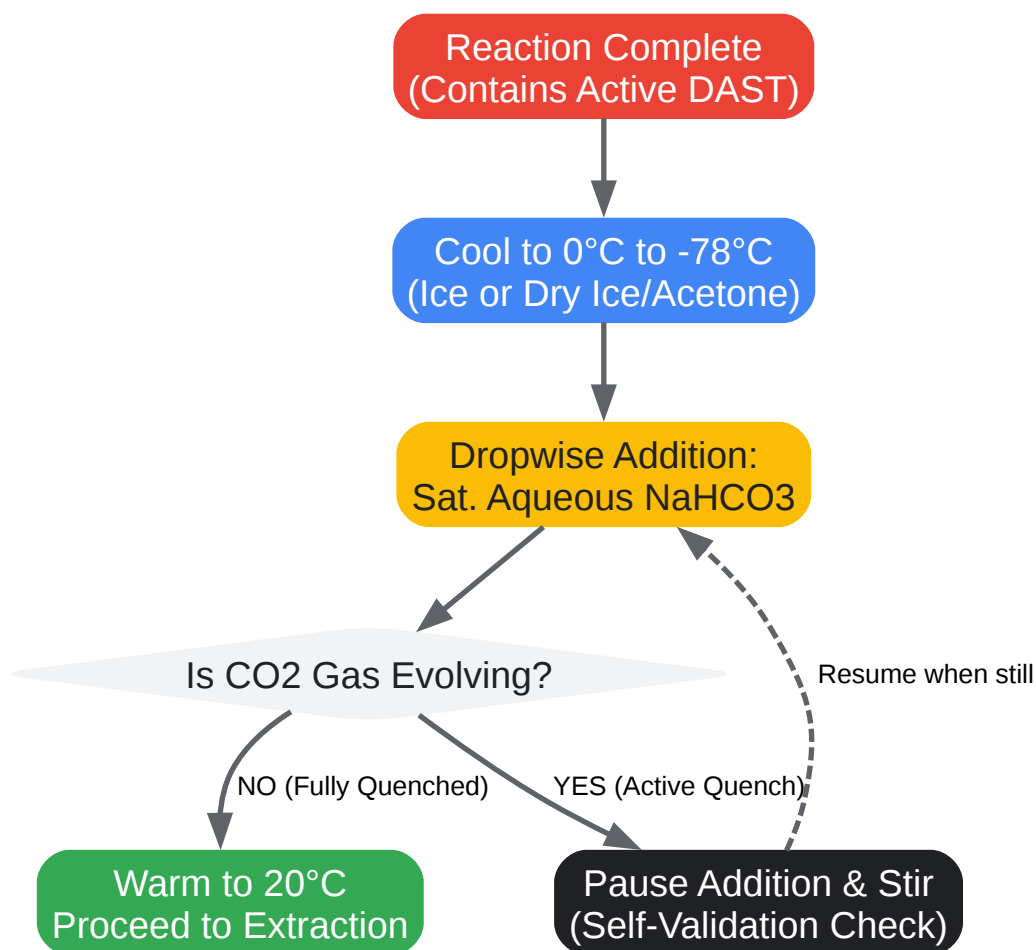 Reaction Complete
(Contains Active DAST)
Cool to 0°C to -78°C
(Ice or Dry Ice/Acetone)
Dropwise Addition:
Sat. Aqueous NaHCO3
Is CO2 Gas Evolving?
Resume when still
NO (Fully Quenched)
YES (Active Quench)
Warm to 20°C
Proceed to Extraction
Pause Addition & Stir
(Self-Validation Check)